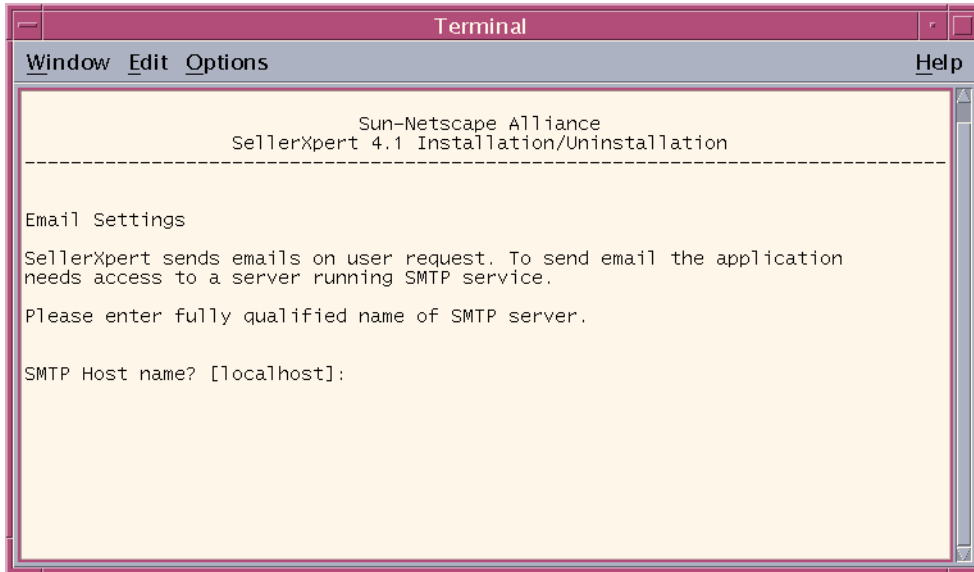 Terminal
Window Edit Options Help
Sun-Netscape Alliance
SellerXpert 4.1 Installation/Uninstallation
--------------------------------------------------------------------------------
Email Settings
SellerXpert sends emails on user request. To send email the application
needs access to a server running SMTP service.
Please enter fully qualified name of SMTP server.
SMTP Host name? [localhost]: